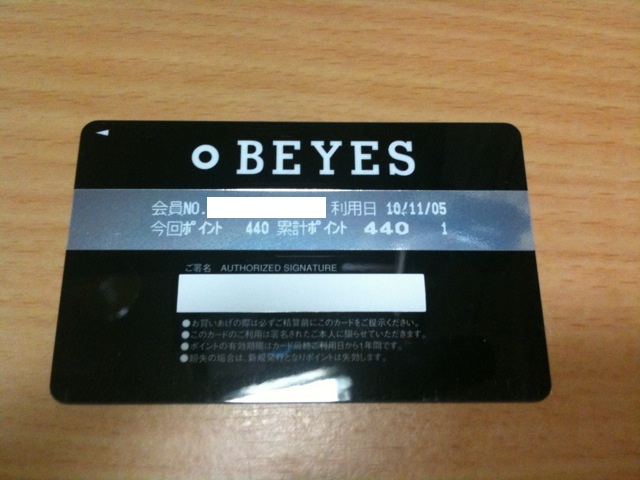 BEYES
会員NO. 利用日 10/11/05
今回ポイント 440 累計ポイント 440 1
ご署名 AUTHORIZED SIGNATURE
●お買いあげの際は必ずご精算前にこのカードをご提示ください。
●このカードのご利用は署名されたご本人に限らせていただきます。
●ポイントの有効期限はカード最終ご利用日から1年間です。
●紛失の場合は、新規発行となりポイントは失効します。